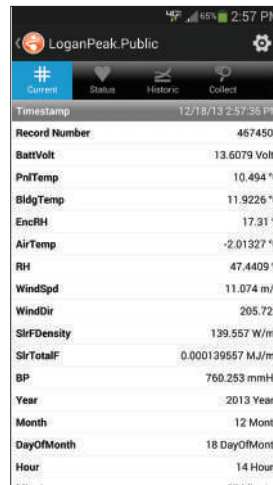 4G 65% 2:57 PM
LoganPeak.Public
Current Status Historic Collect
Timestamp 12/18/13 2:57:36 P
Record Number 467450
BattVolt 13.6079 Volt
PnlTemp 10.494 °
BldgTemp 11.9226 °
EncRH 17.31
AirTemp -2.01327 °
RH 47.4409
WindSpd 11.074 m/
WindDir 205.72
SlrFDensity 139.557 W/m
SlrTotalF 0.000139557 MJ/m
BP 760.253 mmH
Year 2013 Year
Month 12 Mont
DayOfMonth 18 DayOfMont
Hour 14 Hour